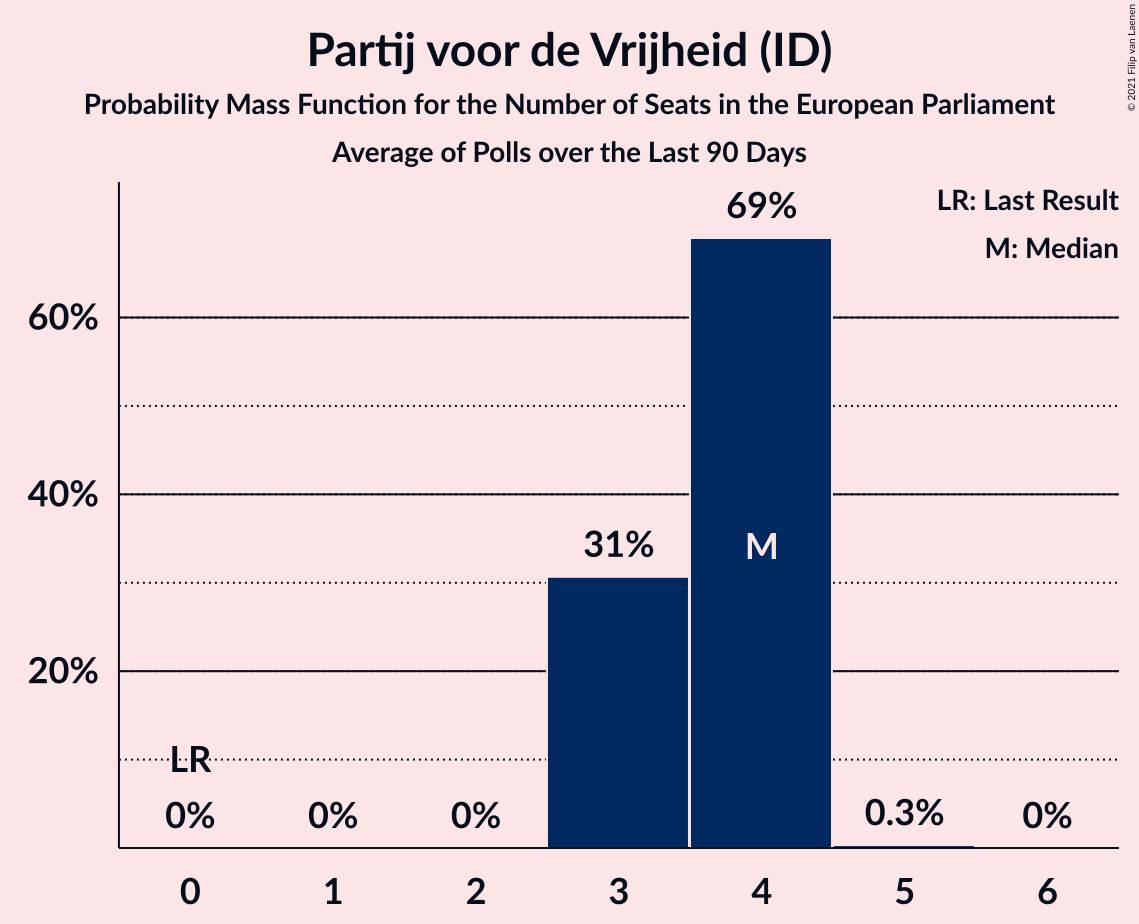 Partij voor de Vrijheid (ID)
Probability Mass Function for the Number of Seats in the European Parliament
Average of Polls over the Last 90 Days
© 2021 Filip van Laenen
LR: Last Result
M: Median
69%
60%
40%
31%
M
20%
LR
0% 0% 0% 0.3% 0%
0 1 2 3 4 5 6